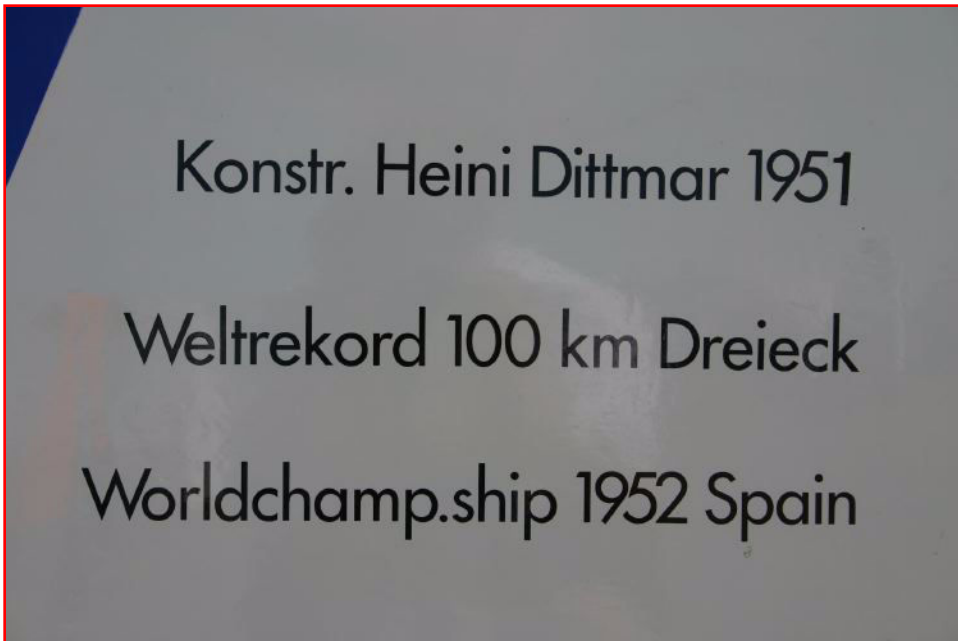 Konstr. Heini Dittmar 1951
Weltrekord 100 km Dreieck
Worldchamp.ship 1952 Spain